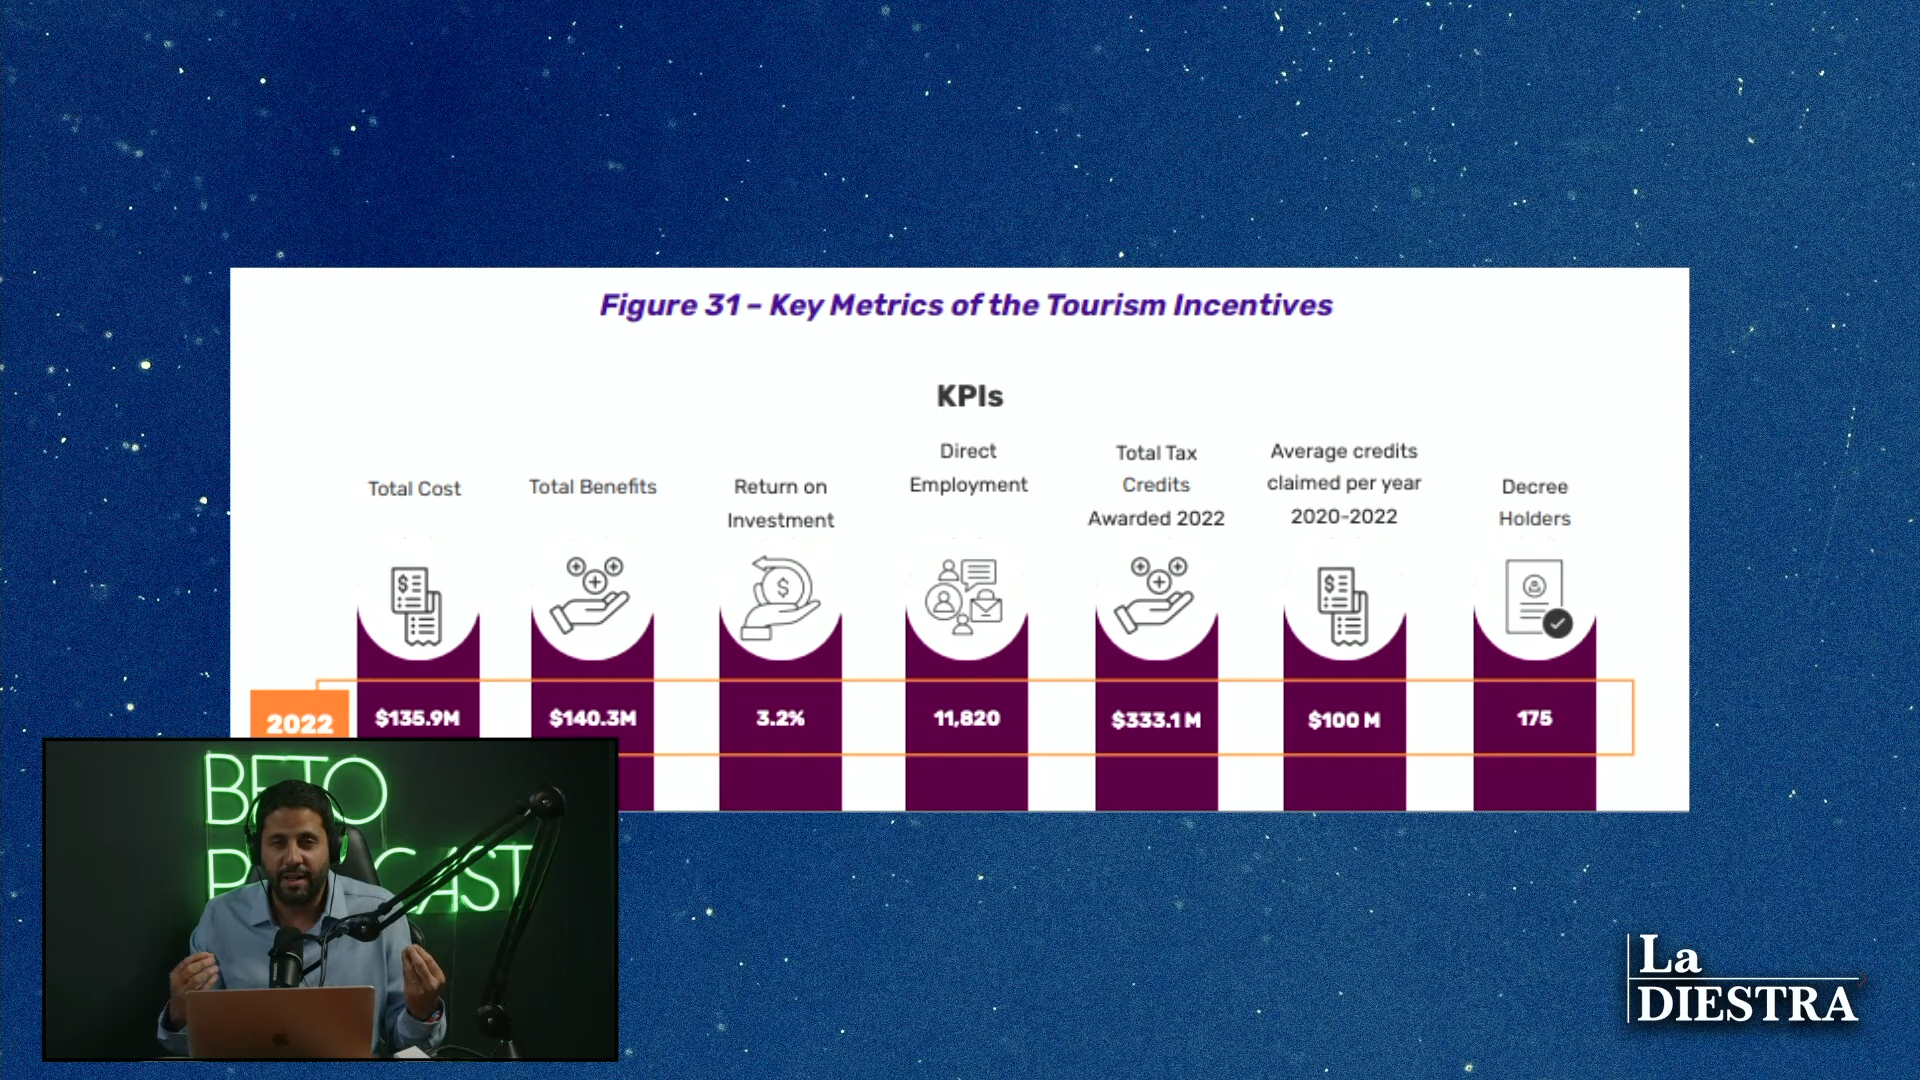 Figure 31 – Key Metrics of the Tourism Incentives
KPIs
Total Cost
Total Benefits
Return on
Investment
Direct
Employment
Total Tax
Credits
Awarded 2022
Average credits
claimed per year
2020-2022
Decree
Holders
2022
$135.9M
$140.3M
3.2%
11,820
$333.1 M
$100 M
175
BETO
La
DIESTRA